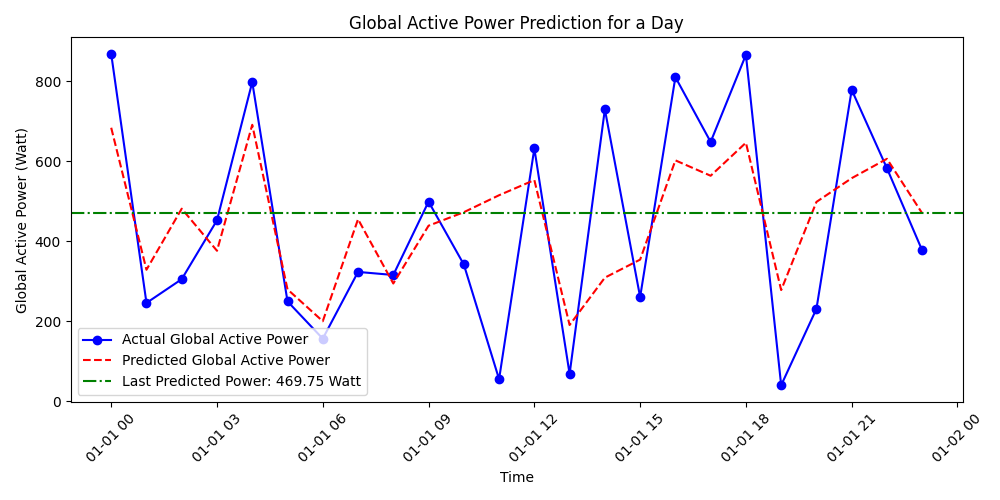 Global Active Power Prediction for a Day
Global Active Power (Watt)
800
600
400
200
0
Actual Global Active Power
Predicted Global Active Power
Last Predicted Power: 469.75 Watt
01-01 00
01-01 03
01-01 06
01-01 09
01-01 12
01-01 15
01-01 18
01-01 21
01-02 00
Time